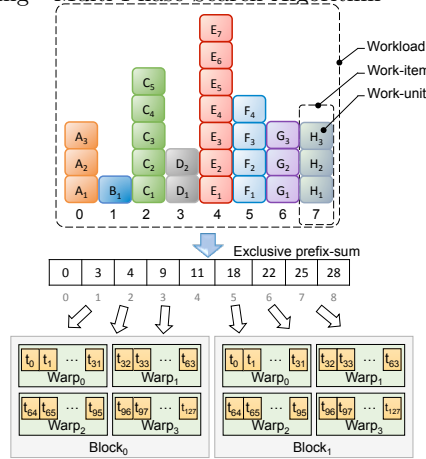 E7
E6
C5 E5
C4 E4 F4
A3 C3 E3 F3 G3 H3
A2 C2 D2 E2 F2 G2 H2
A1 B1 C1 D1 E1 F1 G1 H1
0 1 2 3 4 5 6 7
Workload
Work-item
Work-unit
Exclusive prefix-sum
0 3 4 9 11 18 22 25 28
0 1 2 3 4 5 6 7 8
t0 t1 ... t31 t32 t33 ... t63 t0 t1 ... t31 t32 t33 ... t63
Warp0 Warp1 Warp0 Warp1
t64 t65 ... t95 t96 t97 ... t127 t64 t65 ... t95 t96 t97 ... t127
Warp2 Warp3 Warp2 Warp3
Block0 Block1